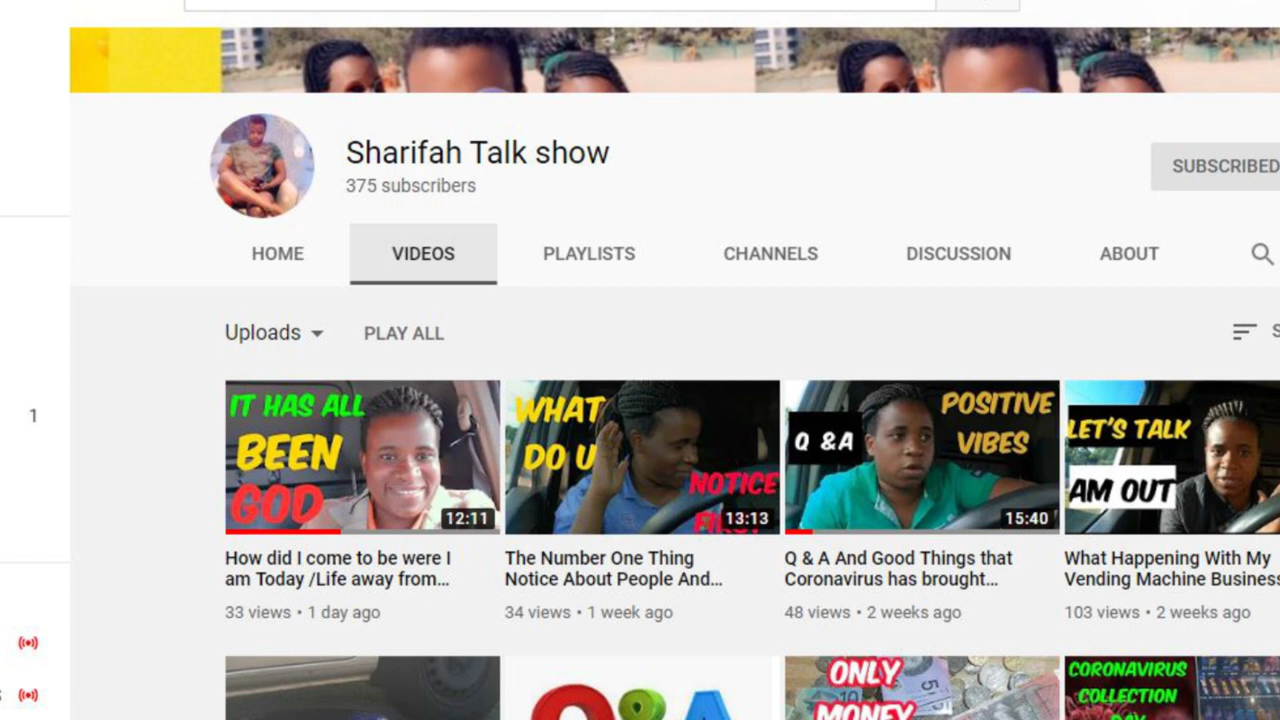 Sharifah Talk show
375 subscribers
SUBSCRIBED
HOME
VIDEOS
PLAYLISTS
CHANNELS
DISCUSSION
ABOUT
Uploads
PLAY ALL
1
IT HAS ALL
BEEN
GOD
12:11
WHAT
DO U
NOTICE
FIRST
13:13
Q &A
POSITIVE
VIBES
15:40
LET'S TALK
AM OUT
How did I come to be were I
am Today /Life away from...
33 views • 1 day ago
The Number One Thing
Notice About People And...
34 views • 1 week ago
Q & A And Good Things that
Coronavirus has brought...
48 views • 2 weeks ago
What Happening With My
Vending Machine Business
103 views • 2 weeks ago
Q&A
ONLY
MONEY
CORONAVIRUS
COLLECTION
DAY